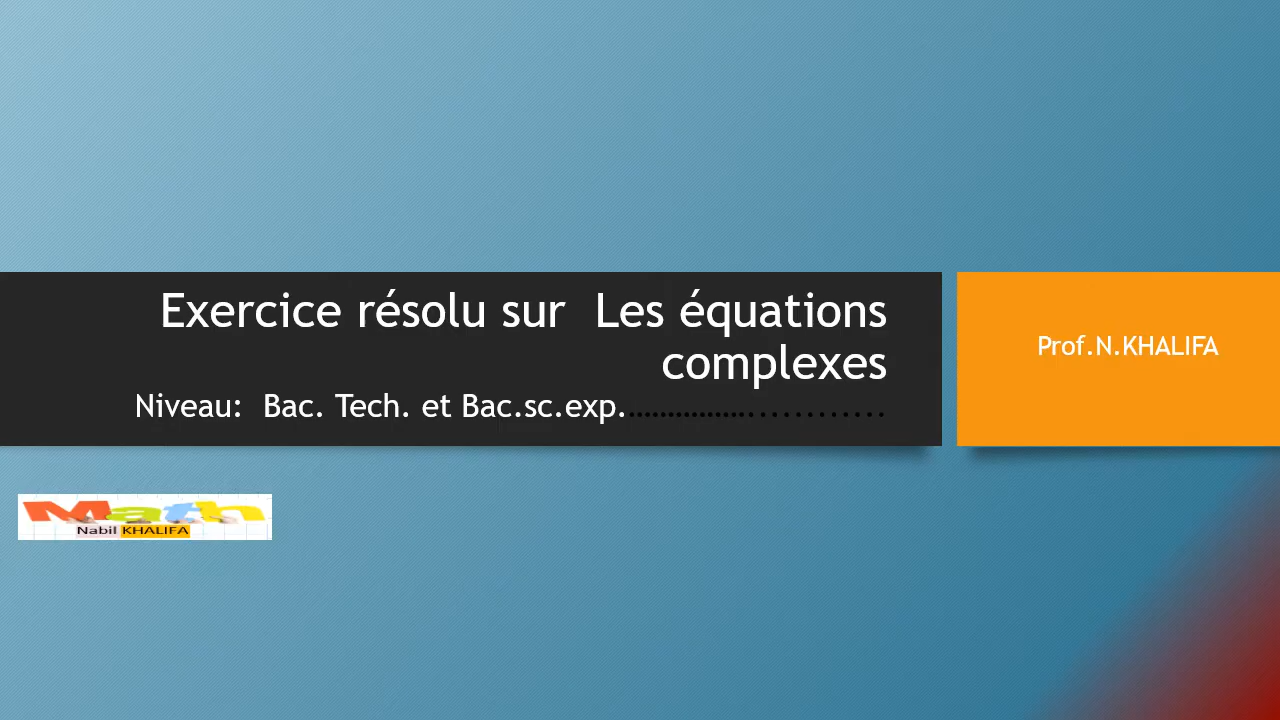 Exercice résolu sur Les équations
complexes
Niveau: Bac. Tech. et Bac.sc.exp...........................
Prof.N.KHALIFA
Math
Nabil KHALIFA